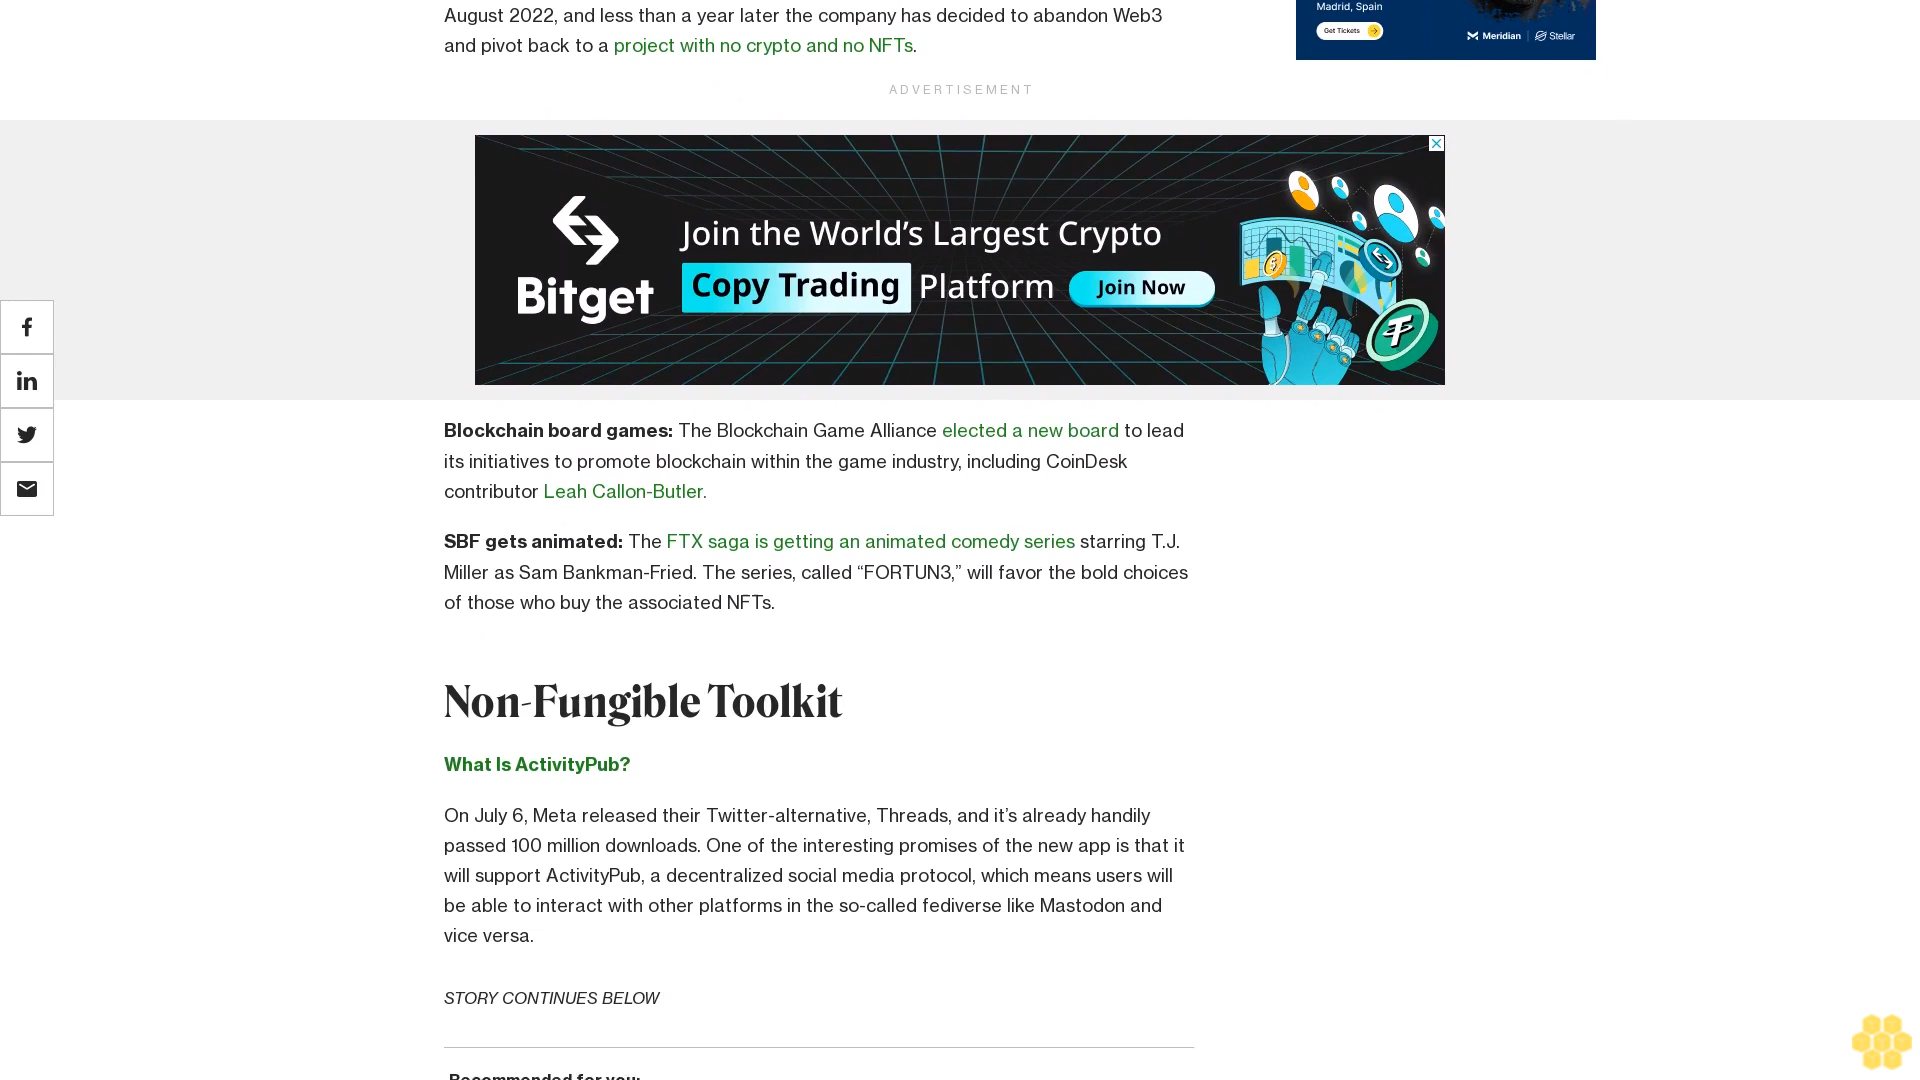 August 2022, and less than a year later the company has decided to abandon Web3
and pivot back to a project with no crypto and no NFTs.
Madrid, Spain
Get Tickets
Meridian | Stellar
ADVERTISEMENT
Bitget
Join the World's Largest Crypto
Copy Trading Platform Join Now
Blockchain board games: The Blockchain Game Alliance elected a new board to lead
its initiatives to promote blockchain within the game industry, including CoinDesk
contributor Leah Callon-Butler.
SBF gets animated: The FTX saga is getting an animated comedy series starring T.J.
Miller as Sam Bankman-Fried. The series, called “FORTUN3,” will favor the bold choices
of those who buy the associated NFTs.
Non-Fungible Toolkit
What Is ActivityPub?
On July 6, Meta released their Twitter-alternative, Threads, and it’s already handily
passed 100 million downloads. One of the interesting promises of the new app is that it
will support ActivityPub, a decentralized social media protocol, which means users will
be able to interact with other platforms in the so-called fediverse like Mastodon and
vice versa.
STORY CONTINUES BELOW
Recommended for you: